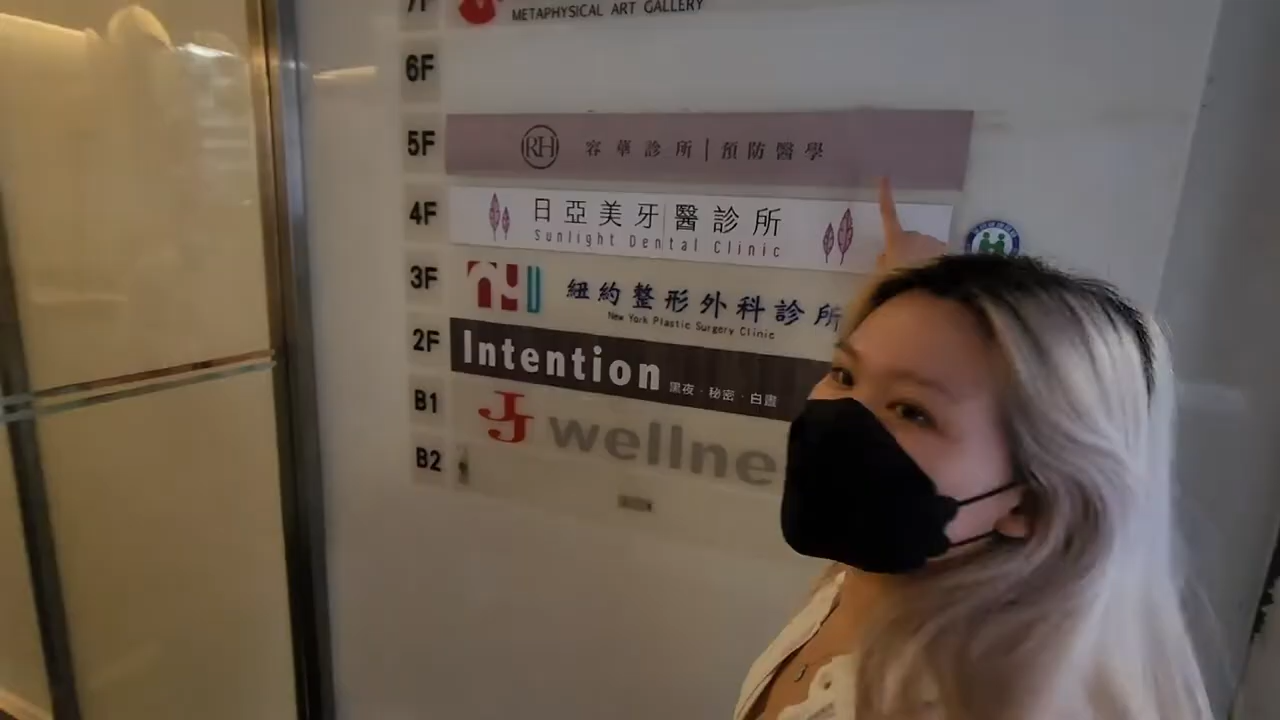 7F METAPHYSICAL ART GALLERY
6F
5F RH 容華診所|預防醫學
4F 日亞美牙醫診所
Sunlight Dental Clinic
3F 紐約整形外科診所
New York Plastic Surgery Clinic
2F Intention 黑夜·秘密·白晝
B1 JJ wellne
B2